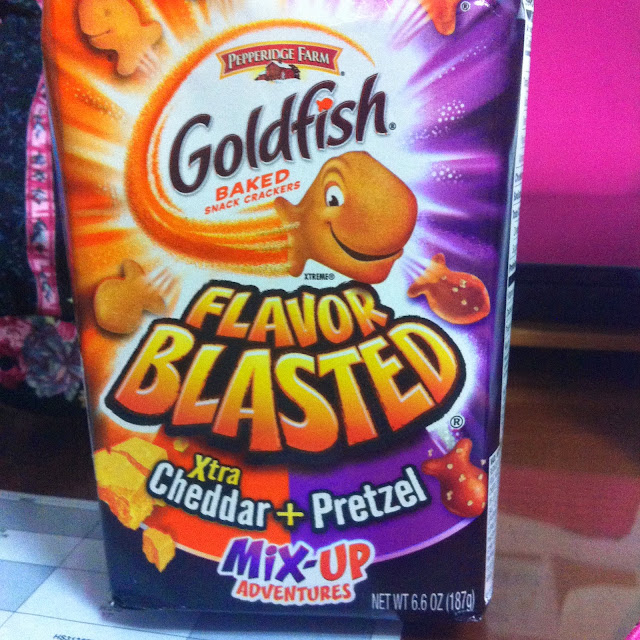 PEPPERIDGE FARM
Goldfish®
BAKED
SNACK CRACKERS
XTREME®
FLAVOR
BLASTED®
Xtra
Cheddar + Pretzel
MiX-UP
ADVENTURES
NET WT 6.6 OZ (187g)